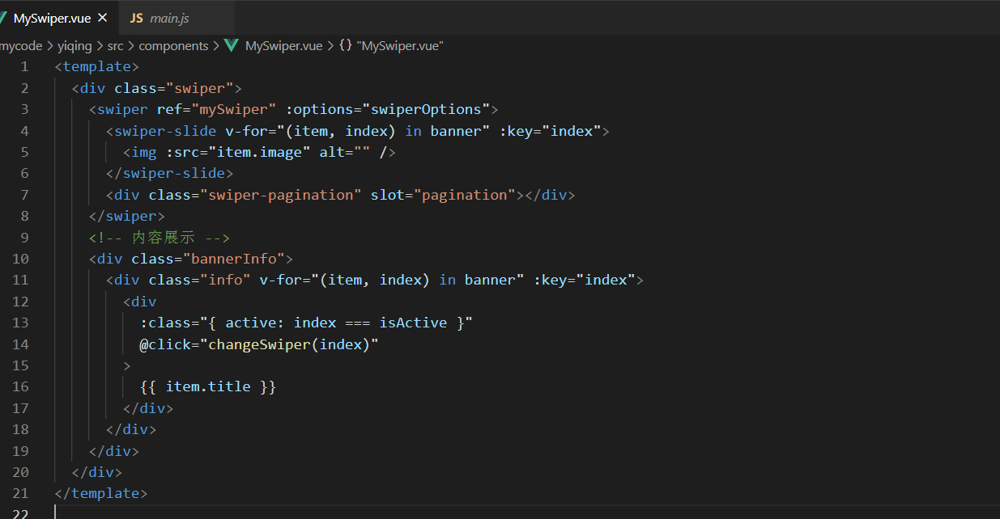 MySwiper.vue × JS main.js
mycode > yiqing > src > components > MySwiper.vue > {} "MySwiper.vue"
1 <template>
2 <div class="swiper">
3 <swiper ref="mySwiper" :options="swiperOptions">
4 <swiper-slide v-for="(item, index) in banner" :key="index">
5 <img :src="item.image" alt="" />
6 </swiper-slide>
7 <div class="swiper-pagination" slot="pagination"></div>
8 </swiper>
9 <!-- 内容展示 -->
10 <div class="bannerInfo">
11 <div class="info" v-for="(item, index) in banner" :key="index">
12 <div
13 :class="{ active: index === isActive }"
14 @click="changeSwiper(index)"
15 >
16 {{ item.title }}
17 </div>
18 </div>
19 </div>
20 </div>
21 </template>
22